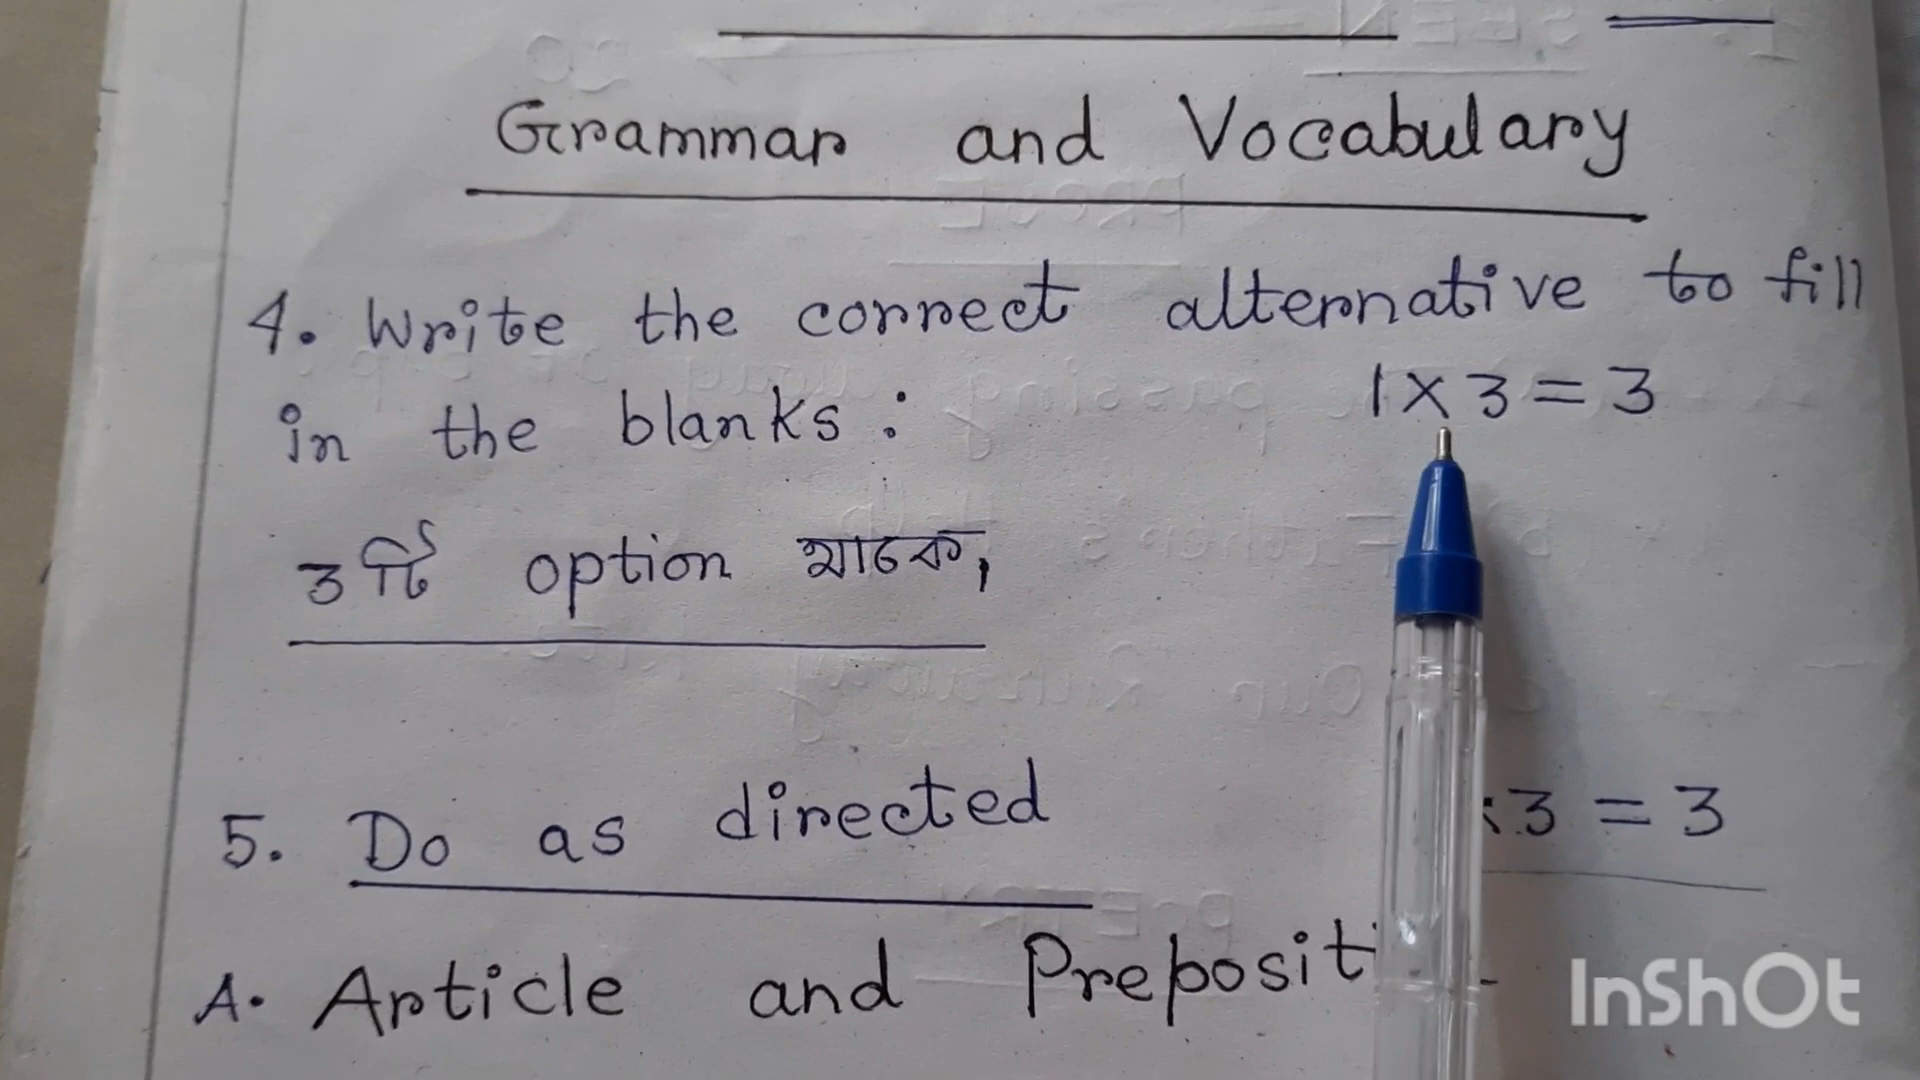 Grammar and Vocabulary
4. Write the correct alternative to fill
in the blanks: 1×3=3
3টি option থাকে,
5. Do as directed ×3 = 3
A. Article and Preposit
InShOt